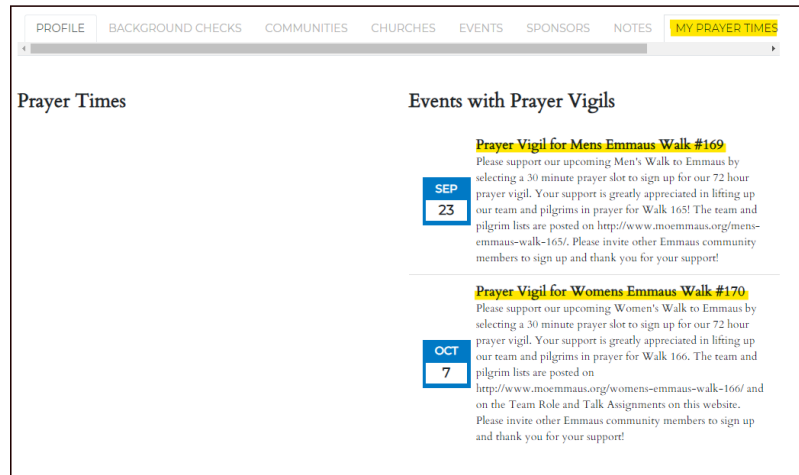 PROFILE BACKGROUND CHECKS COMMUNITIES CHURCHES EVENTS SPONSORS NOTES MY PRAYER TIMES
Prayer Times
Events with Prayer Vigils
SEP
23
Prayer Vigil for Mens Emmaus Walk #169
Please support our upcoming Men's Walk to Emmaus by
selecting a 30 minute prayer slot to sign up for our 72 hour
prayer vigil. Your support is greatly appreciated in lifting up
our team and pilgrims in prayer for Walk 165! The team and
pilgrim lists are posted on http://www.moemmaus.org/mens-
emmaus-walk-165/. Please invite other Emmaus community
members to sign up and thank you for your support!
OCT
7
Prayer Vigil for Womens Emmaus Walk #170
Please support our upcoming Women's Walk to Emmaus by
selecting a 30 minute prayer slot to sign up for our 72 hour
prayer vigil. Your support is greatly appreciated in lifting up
our team and pilgrims in prayer for Walk 166. The team and
pilgrim lists are posted on
http://www.moemmaus.org/womens-emmaus-walk-166/ and
on the Team Role and Talk Assignments on this website.
Please invite other Emmaus community members to sign up
and thank you for your support!